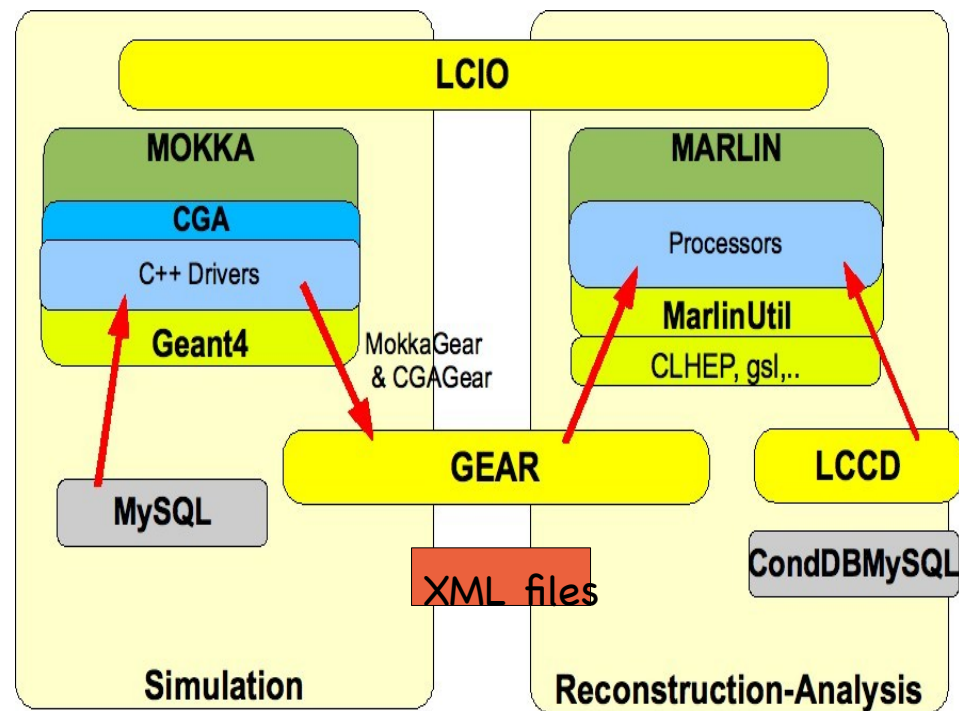 LCIO
MOKKA
CGA
C++ Drivers
Geant4
MokkaGear
& CGAGear
MARLIN
Processors
MarlinUtil
CLHEP, gsl,..
GEAR
LCCD
MySQL
CondDBMySQL
XML files
Simulation
Reconstruction-Analysis